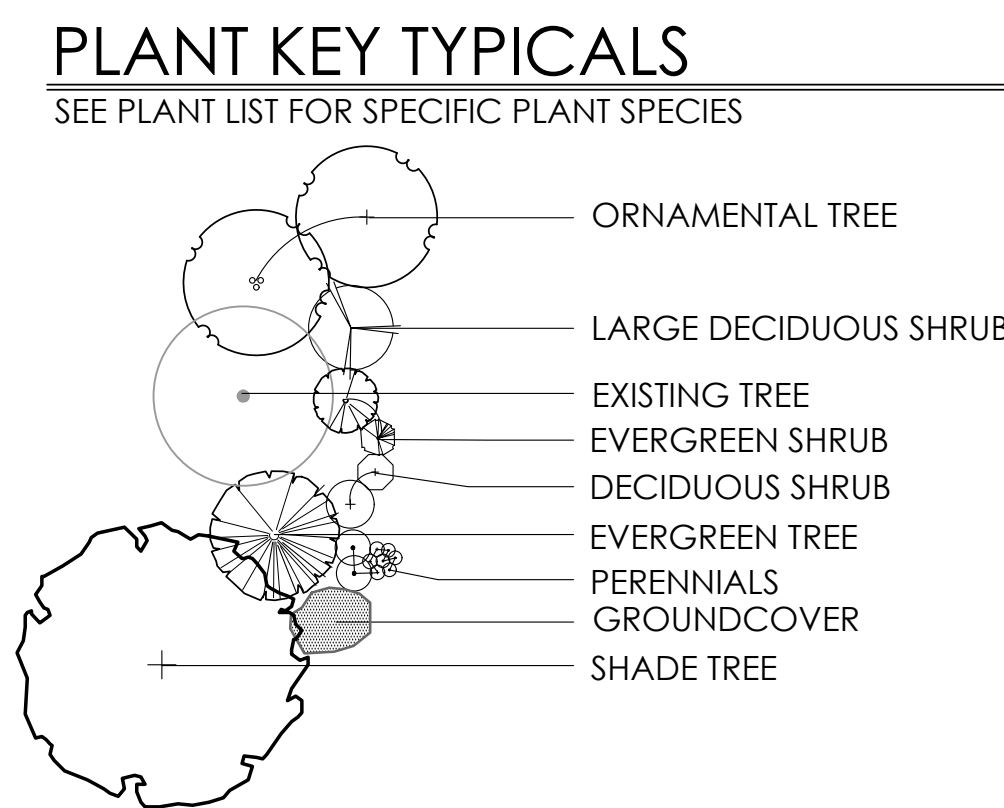 PLANT KEY TYPICALS
SEE PLANT LIST FOR SPECIFIC PLANT SPECIES
ORNAMENTAL TREE
LARGE DECIDUOUS SHRUB
EXISTING TREE
EVERGREEN SHRUB
DECIDUOUS SHRUB
EVERGREEN TREE
PERENNIALS
GROUNDCOVER
SHADE TREE